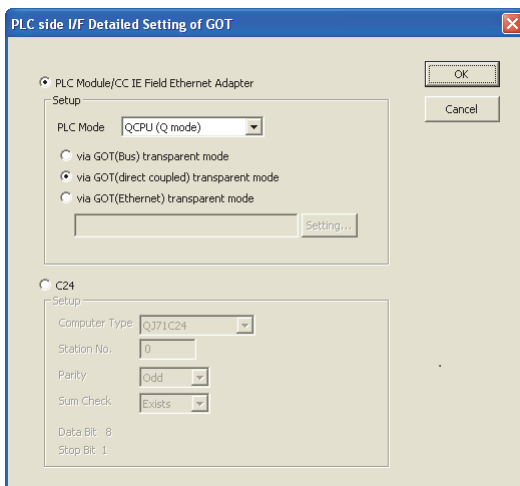 PLC side I/F Detailed Setting of GOT
PLC Module/CC IE Field Ethernet Adapter
OK
Cancel
Setup
PLC Mode QCPU (Q mode)
via GOT(Bus) transparent mode
via GOT(direct coupled) transparent mode
via GOT(Ethernet) transparent mode
Setting...
C24
Setup
Computer Type QJ71C24
Station No. 0
Parity Odd
Sum Check Exists
Data Bit 8
Stop Bit 1